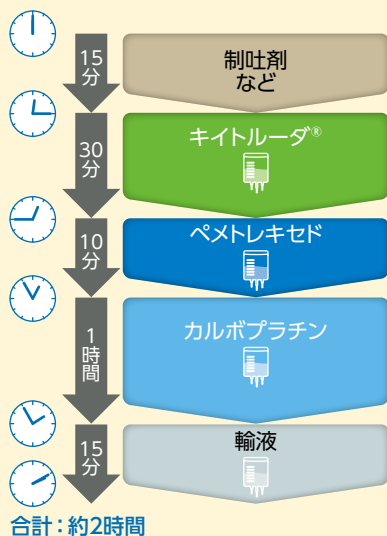 15
分
制吐剤
など
30
分
キイトルーダ®
10
分
ペメトレキセド
1
時
間
カルボプラチン
15
分
輸液
合計：約2時間